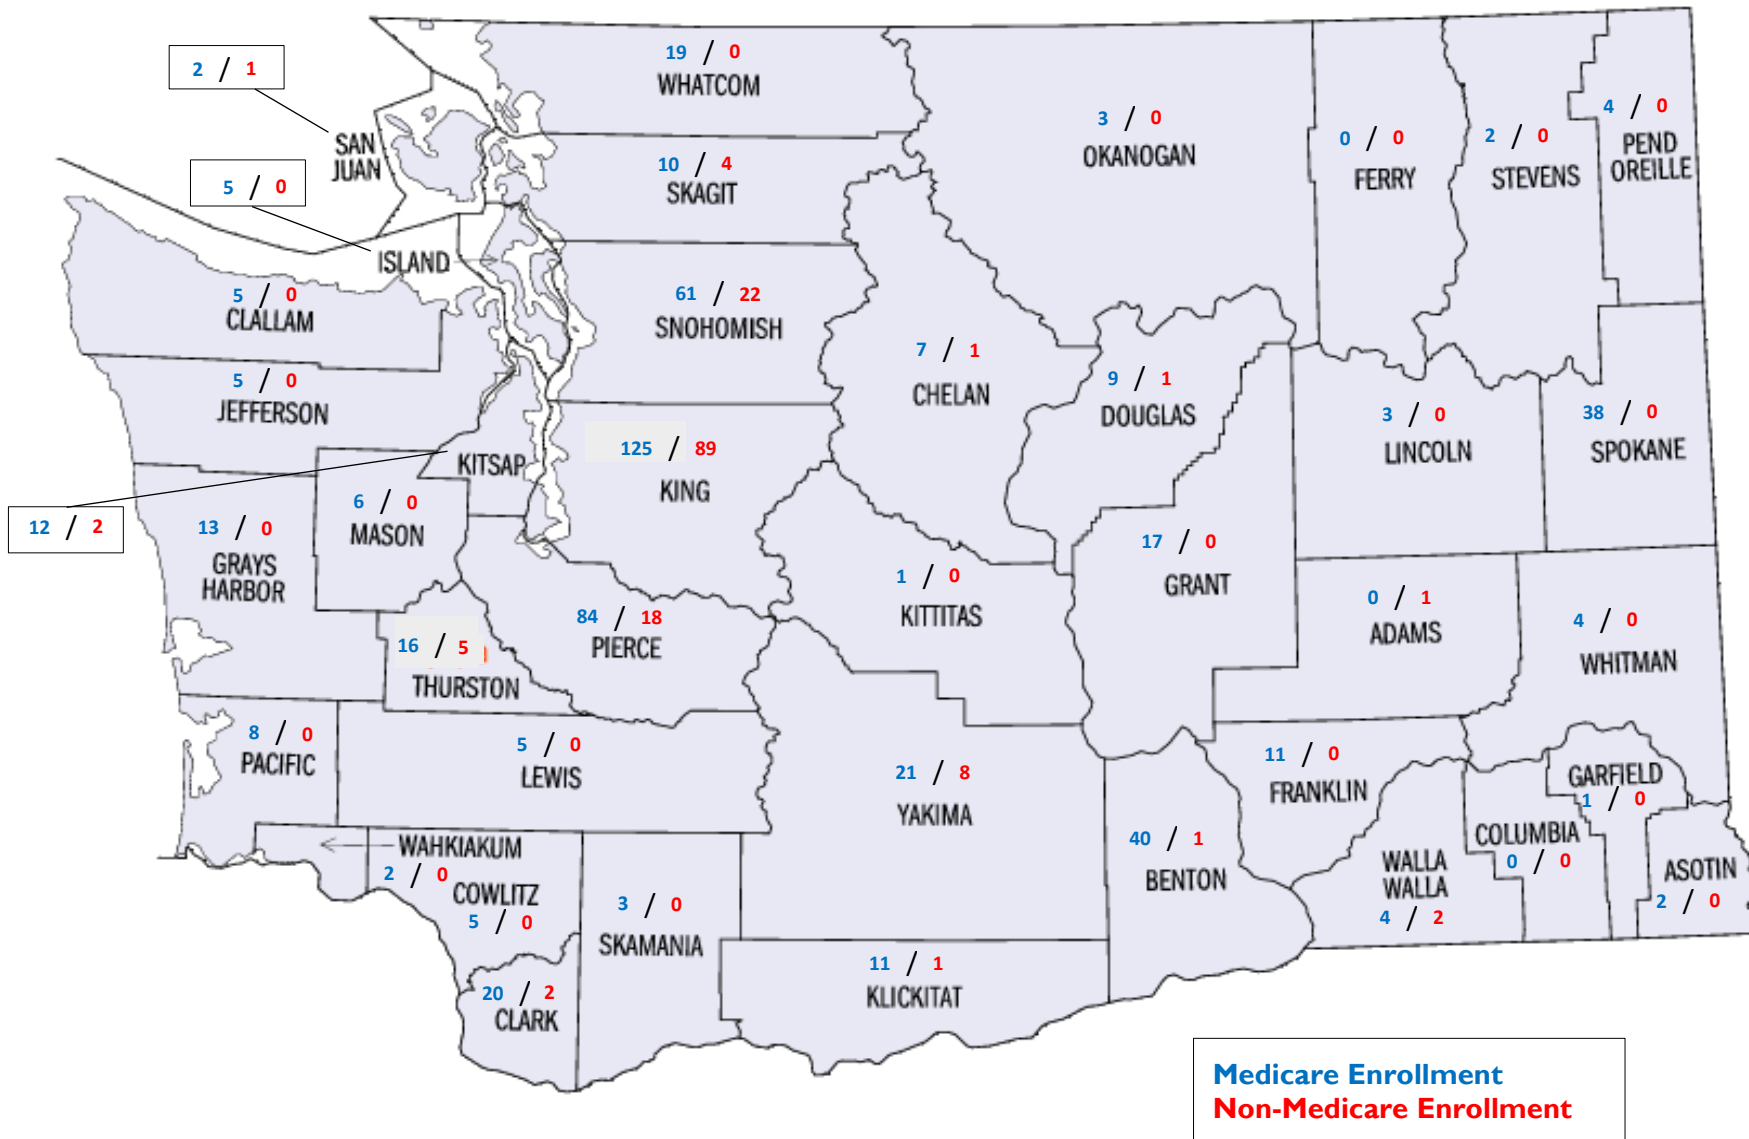 19 / 0
WHATCOM
2 / 1
SAN
JUAN
3 / 0
OKANOGAN
0 / 0
FERRY
2 / 0
STEVENS
4 / 0
PEND
OREILLE
10 / 4
SKAGIT
5 / 0
ISLAND
5 / 0
CLALLAM
61 / 22
SNOHOMISH
7 / 1
CHELAN
9 / 1
DOUGLAS
5 / 0
JEFFERSON
3 / 0
LINCOLN
38 / 0
SPOKANE
125 / 89
KING
KITSAP
12 / 2
6 / 0
MASON
13 / 0
GRAYS
HARBOR
17 / 0
GRANT
1 / 0
KITTITAS
0 / 1
ADAMS
4 / 0
WHITMAN
84 / 18
PIERCE
16 / 5
THURSTON
8 / 0
PACIFIC
5 / 0
LEWIS
21 / 8
YAKIMA
11 / 0
FRANKLIN
GARFIELD
1 / 0
COLUMBIA
0 / 0
40 / 1
BENTON
WALLA
WALLA
4 / 2
ASOTIN
2 / 0
WAHKIAKUM
2 / 0
COWLITZ
5 / 0
3 / 0
SKAMANIA
11 / 1
KLICKITAT
20 / 2
CLARK
Medicare Enrollment
Non-Medicare Enrollment